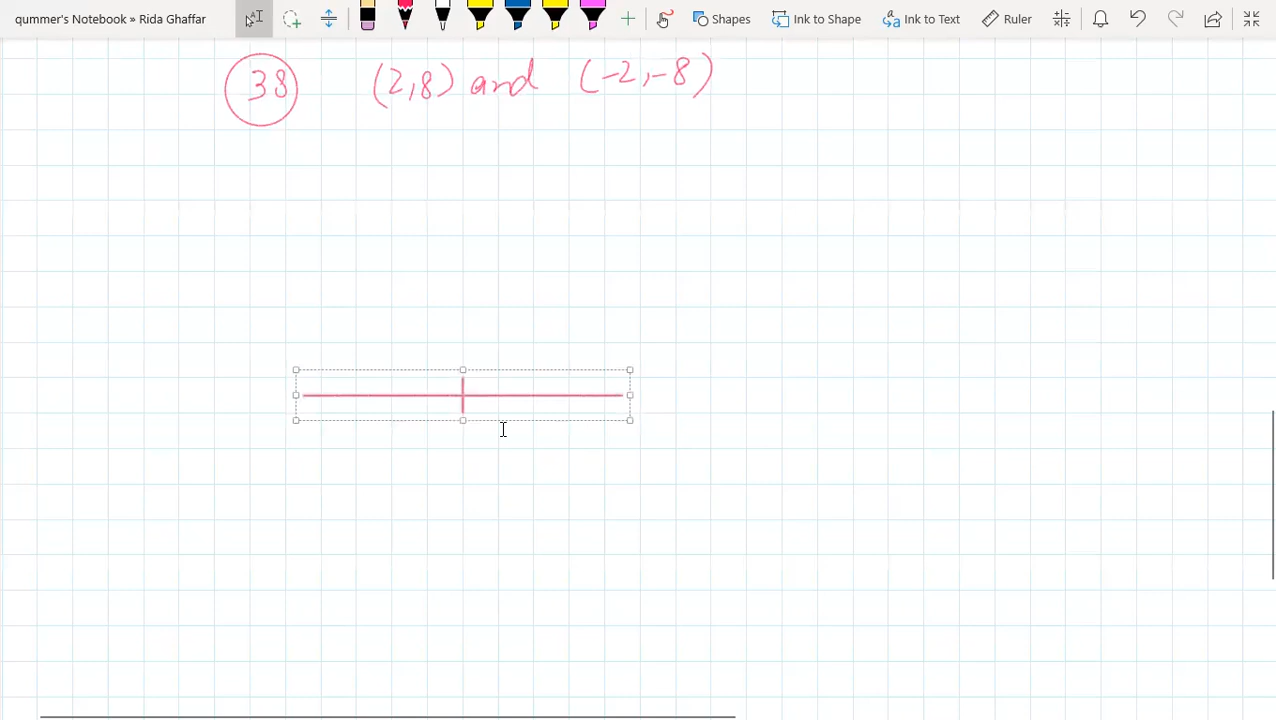 qummer's Notebook » Rida Ghaffar Shapes Ink to Shape Ink to Text Ruler
38 (2,8) and (-2,-8)